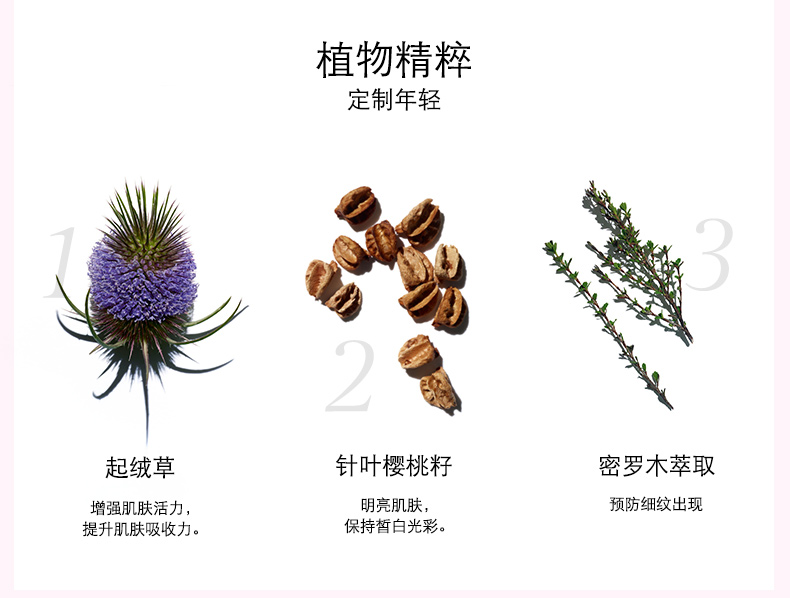 植物精粹
定制年轻
1
2
3
起绒草
增强肌肤活力，
提升肌肤吸收力。
针叶樱桃籽
明亮肌肤，
保持皙白光彩。
密罗木萃取
预防细纹出现